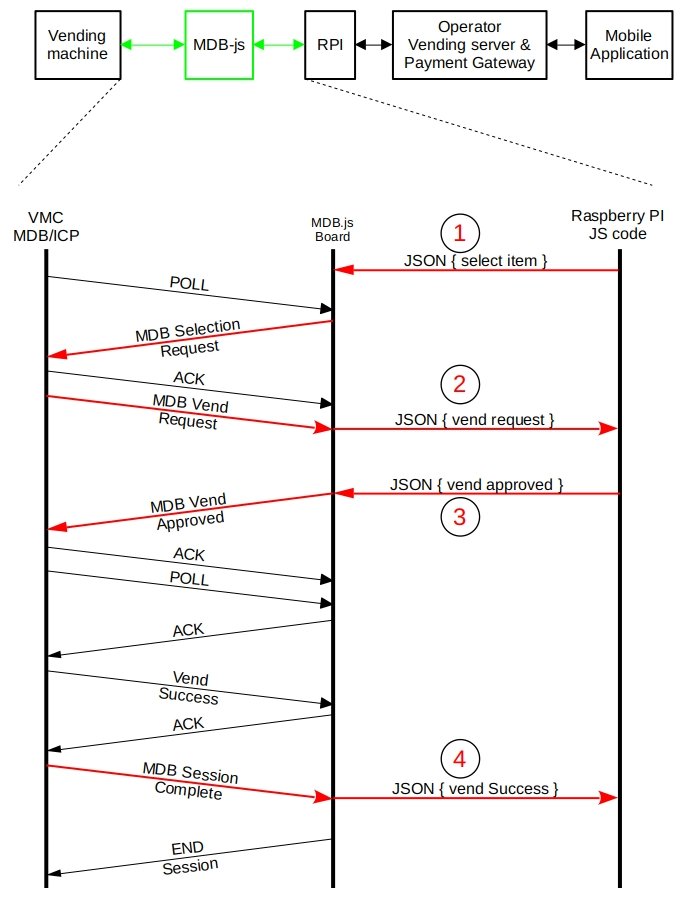 Vending
machine
MDB-js
RPI
Operator
Vending server &
Payment Gateway
Mobile
Application
VMC
MDB/ICP
MDB.js
Board
Raspberry PI
JS code
1
JSON { select item }
POLL
MDB Selection
Request
ACK
2
MDB Vend
Request
JSON { vend request }
JSON { vend approved }
MDB Vend
Approved
3
ACK
POLL
ACK
Vend
Success
ACK
4
MDB Session
Complete
JSON { vend Success }
END
Session